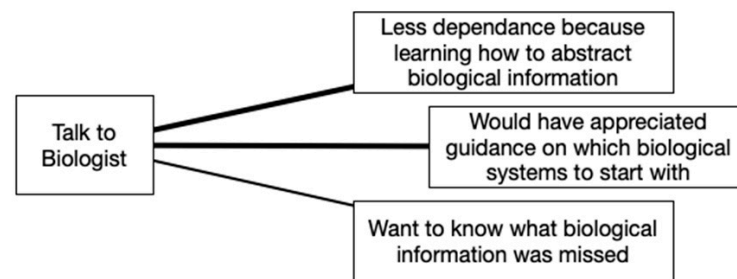 Less dependance because
learning how to abstract
biological information
Talk to
Biologist
Would have appreciated
guidance on which biological
systems to start with
Want to know what biological
information was missed